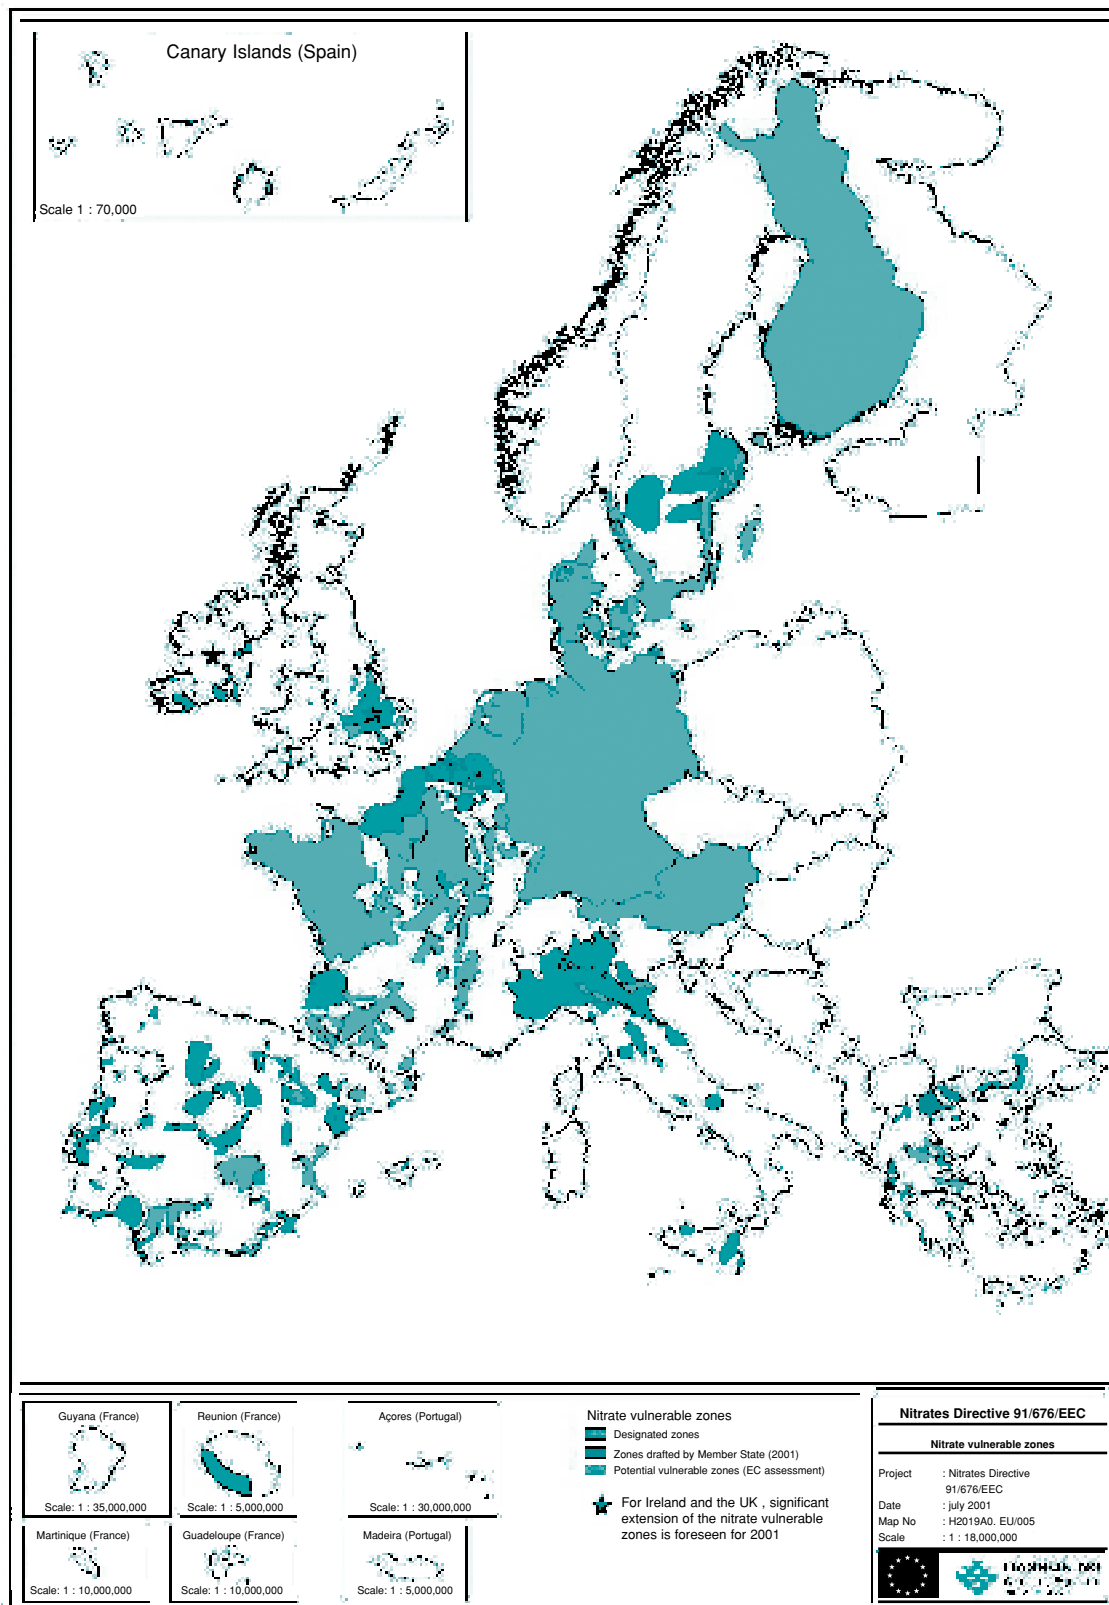 Canary Islands (Spain)
Scale 1 : 70,000
Guyana (France)
Scale: 1 : 35,000,000
Reunion (France)
Scale: 1 : 5,000,000
Açores (Portugal)
Scale: 1 : 30,000,000
Martinique (France)
Scale: 1 : 10,000,000
Guadeloupe (France)
Scale: 1 : 10,000,000
Madeira (Portugal)
Scale: 1 : 5,000,000
Nitrate vulnerable zones
Designated zones
Zones drafted by Member State (2001)
Potential vulnerable zones (EC assessment)
For Ireland and the UK , significant
extension of the nitrate vulnerable
zones is foreseen for 2001
Nitrates Directive 91/676/EEC
Nitrate vulnerable zones
Project : Nitrates Directive
91/676/EEC
Date : july 2001
Map No : H2019A0. EU/005
Scale : 1 : 18,000,000